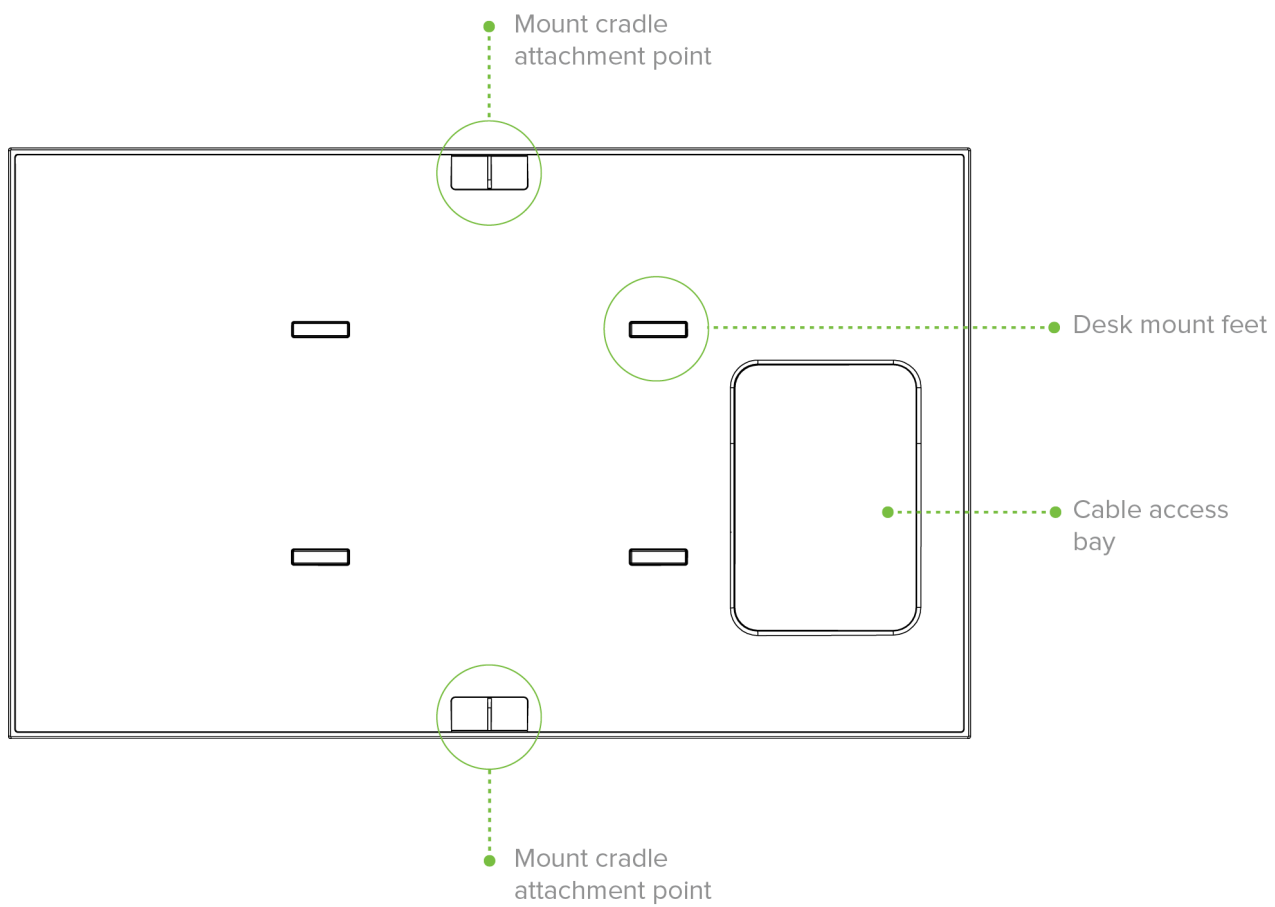 Mount cradle
attachment point
Desk mount feet
Cable access
bay
Mount cradle
attachment point